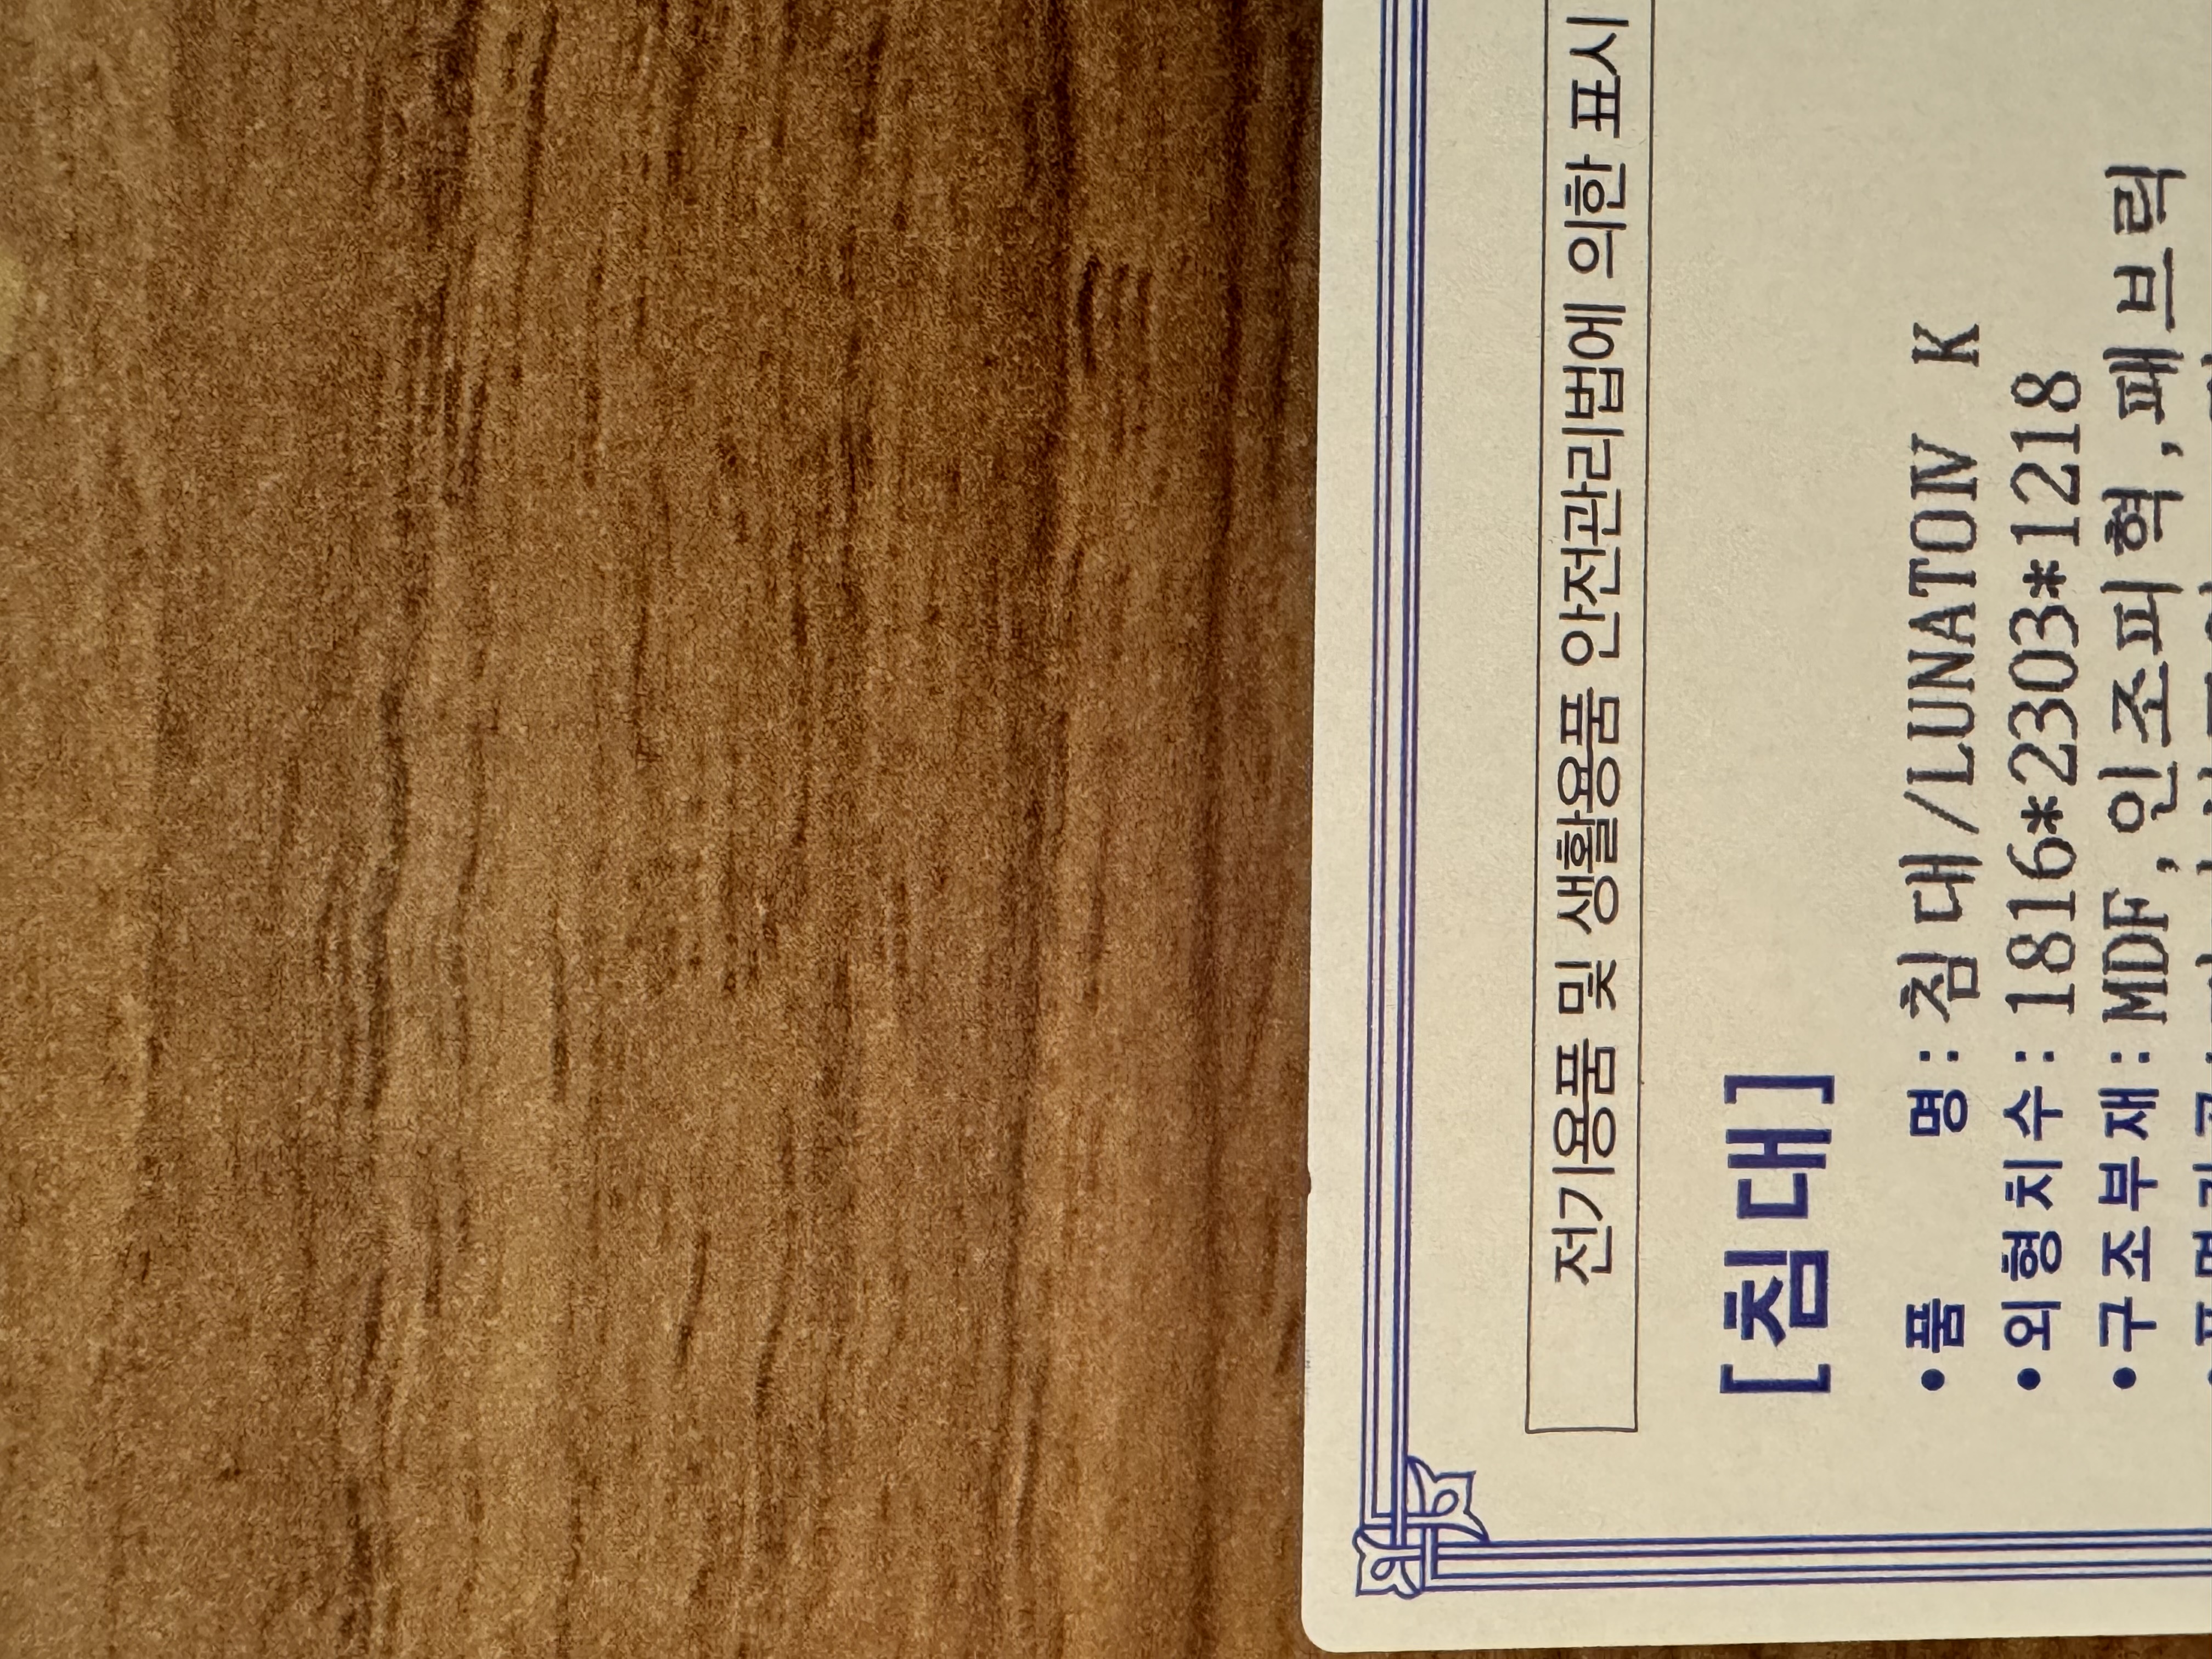 전기용품 및 생활용품 안전관리법에 의한 표시
[침대]
•품 명: 침대/LUNATON K
•외형치수: 1816*2303*1218
•구조부재: MDF,인조피혁,패브릭